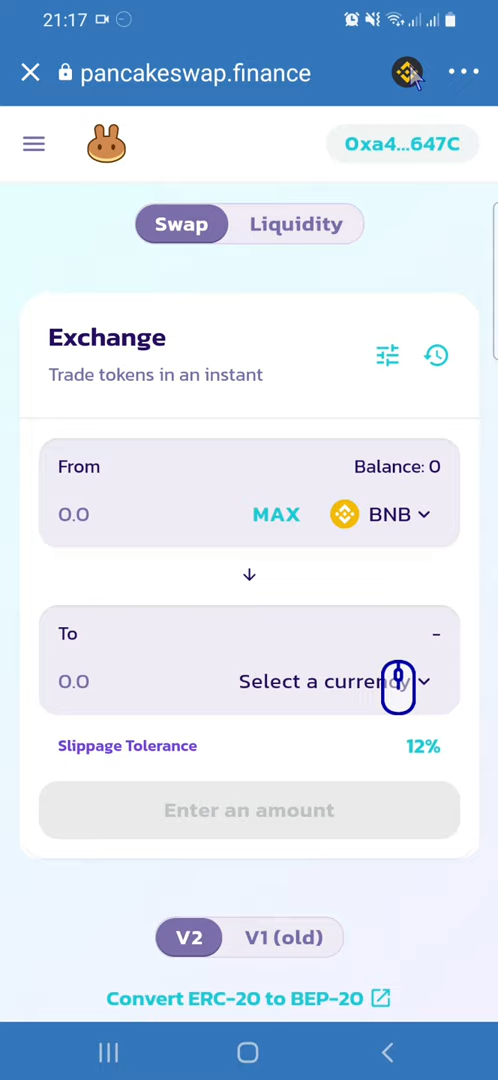 21:17
pancakeswap.finance
0xa4...647C
Swap Liquidity
Exchange
Trade tokens in an instant
From Balance: 0
0.0 MAX BNB
To -
0.0 Select a currency
Slippage Tolerance 12%
Enter an amount
V2 V1 (old)
Convert ERC-20 to BEP-20